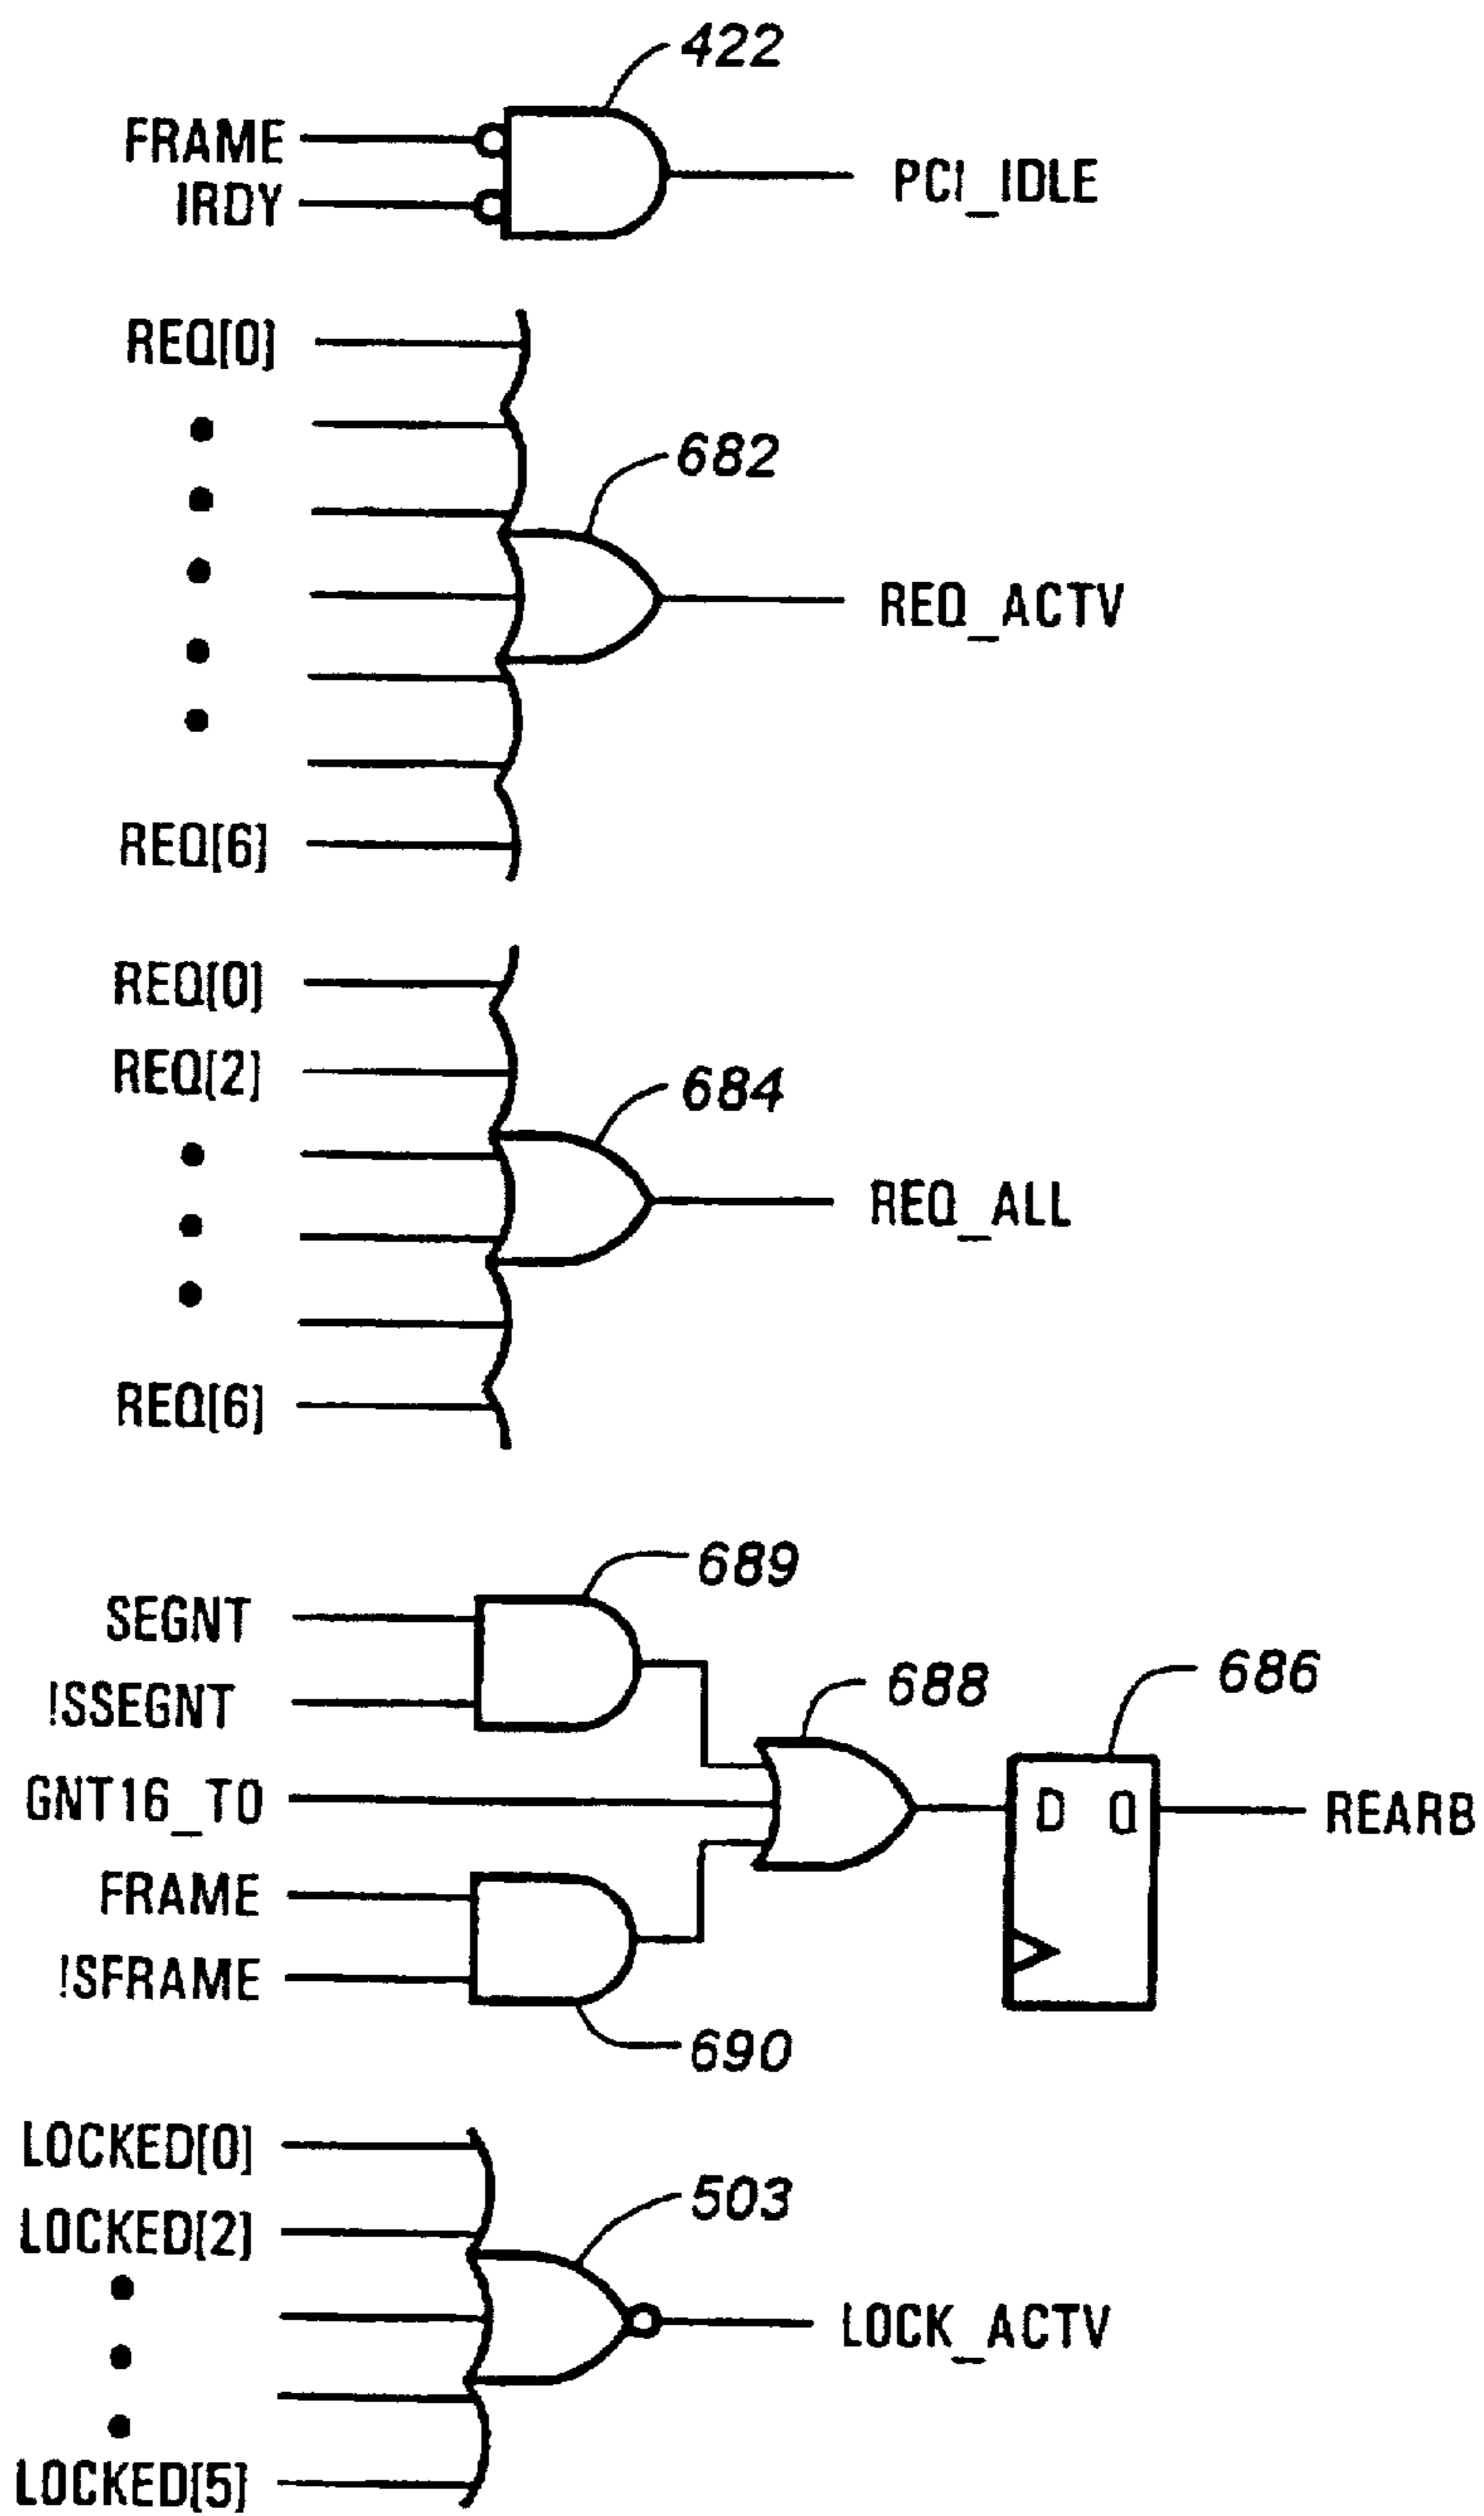 422
FRAME
IRDY
PCI_IDLE
REQ[0]
682
REQ_ACTV
REQ[6]
REQ[0]
REQ[2]
684
REQ_ALL
REQ[6]
689
SEGNT
!SSEGNT
688
686
GNT16_TO
D Q
REARB
FRAME
!SFRAME
690
LOCKED[0]
503
LOCKED[2]
LOCK_ACTV
LOCKED[5]